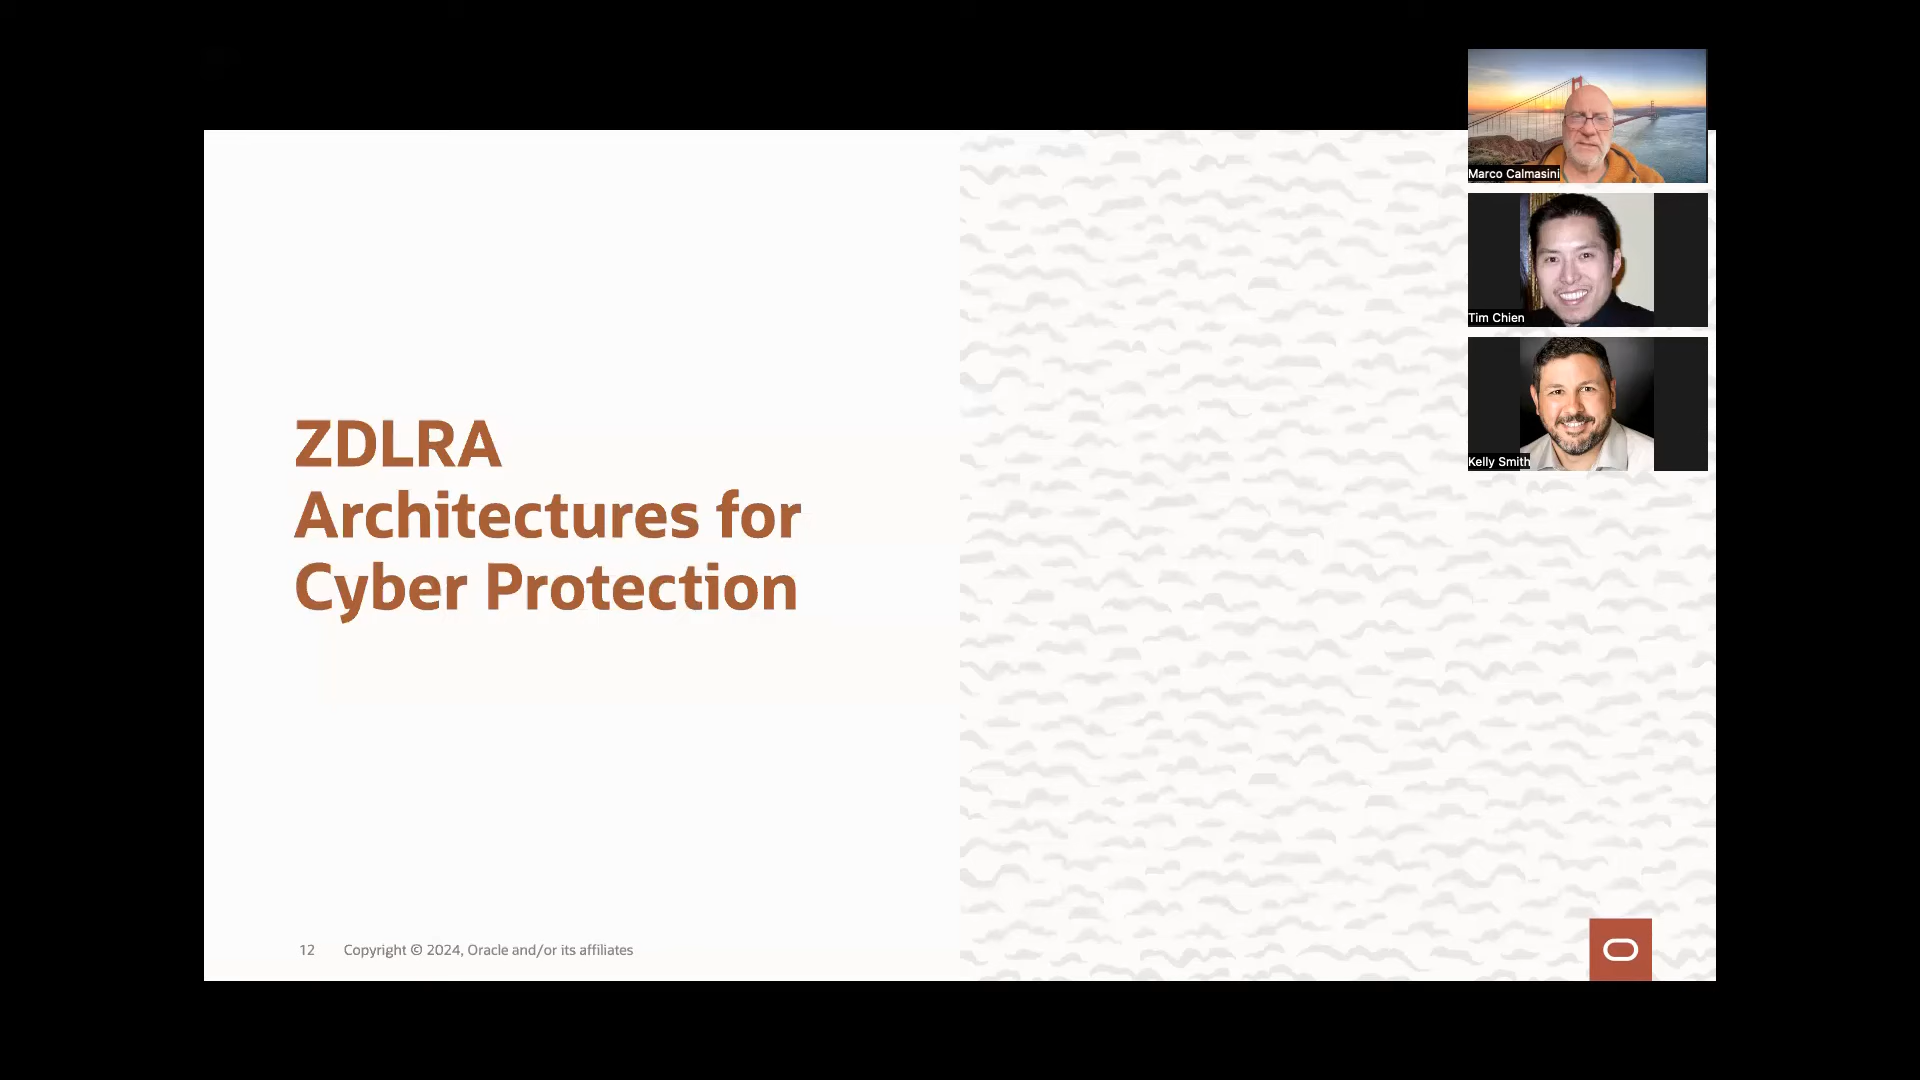 ZDLRA
Architectures for
Cyber Protection
12 Copyright © 2024, Oracle and/or its affiliates
Marco Calmasini
Tim Chien
Kelly Smith